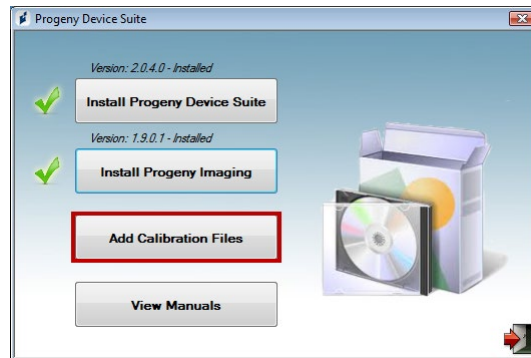 Progeny Device Suite
Version: 2.0.4.0 - Installed
Install Progeny Device Suite
Version: 1.9.0.1 - Installed
Install Progeny Imaging
Add Calibration Files
View Manuals